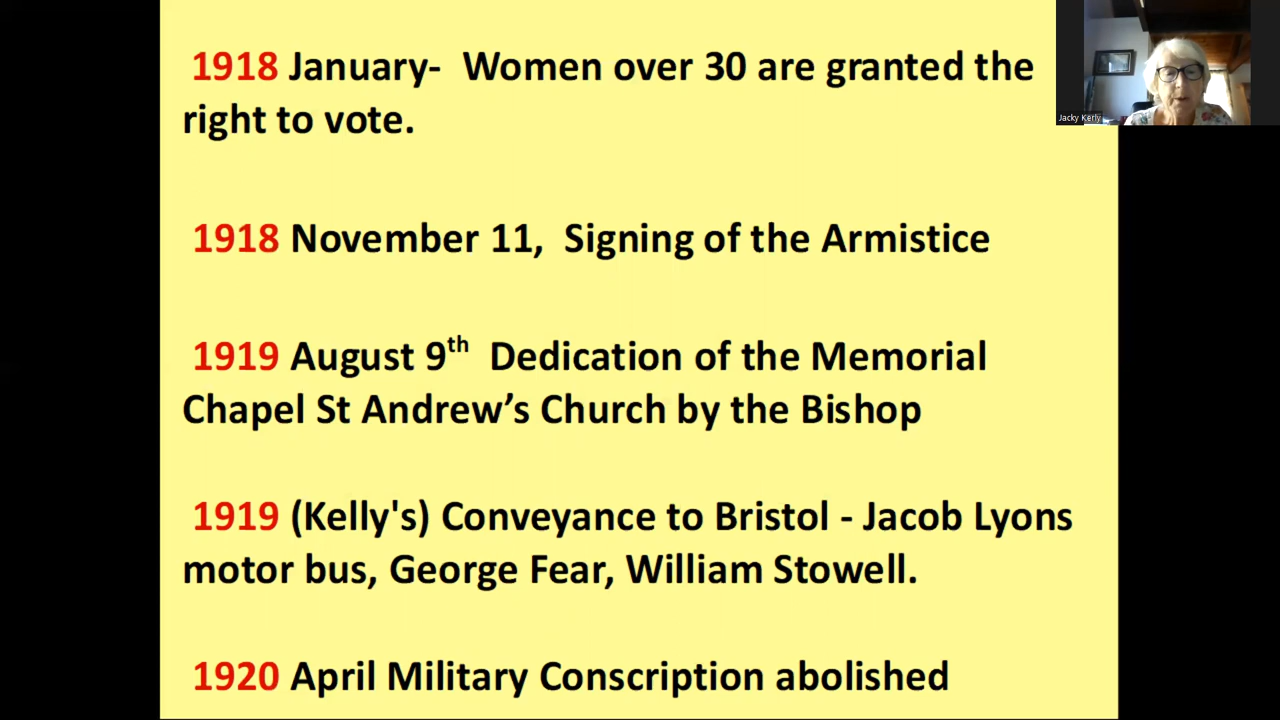 1918 January-  Women over 30 are granted the
right to vote.
1918 November 11,  Signing of the Armistice
1919 August 9th  Dedication of the Memorial
Chapel St Andrew’s Church by the Bishop
1919 (Kelly's) Conveyance to Bristol - Jacob Lyons
motor bus, George Fear, William Stowell.
1920 April Military Conscription abolished
Jacky Kerly